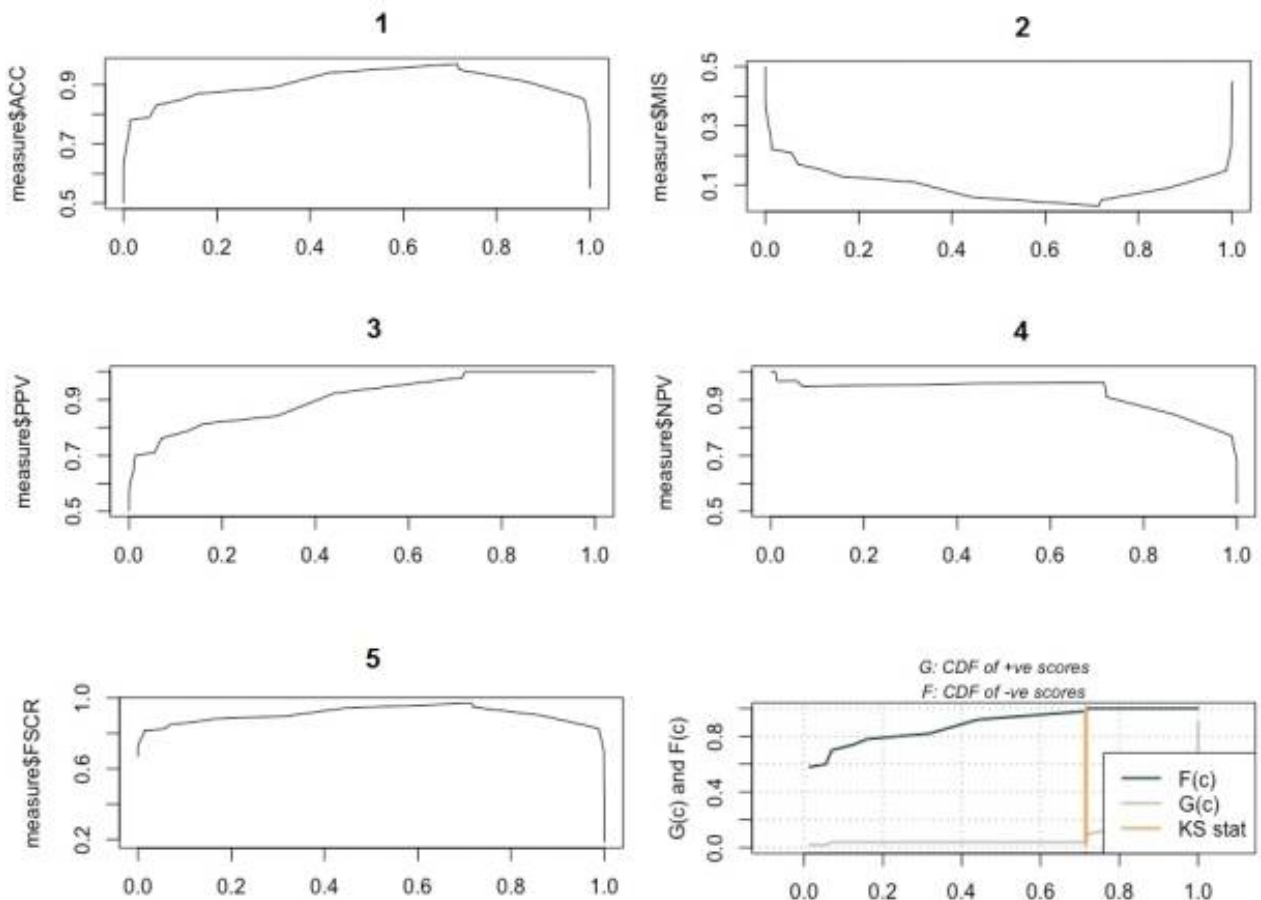 1
measure$ACC
0.5 0.7 0.9
0.0 0.2 0.4 0.6 0.8 1.0
2
measure$MIS
0.1 0.3 0.5
0.0 0.2 0.4 0.6 0.8 1.0
3
measure$PPV
0.5 0.7 0.9
0.0 0.2 0.4 0.6 0.8 1.0
4
measure$NPV
0.5 0.7 0.9
0.0 0.2 0.4 0.6 0.8 1.0
5
measure$FSCR
0.2 0.6 1.0
0.0 0.2 0.4 0.6 0.8 1.0
G: CDF of +ve scores
F: CDF of -ve scores
G(c) and F(c)
0.0 0.4 0.8
F(c)
G(c)
KS stat
0.0 0.2 0.4 0.6 0.8 1.0